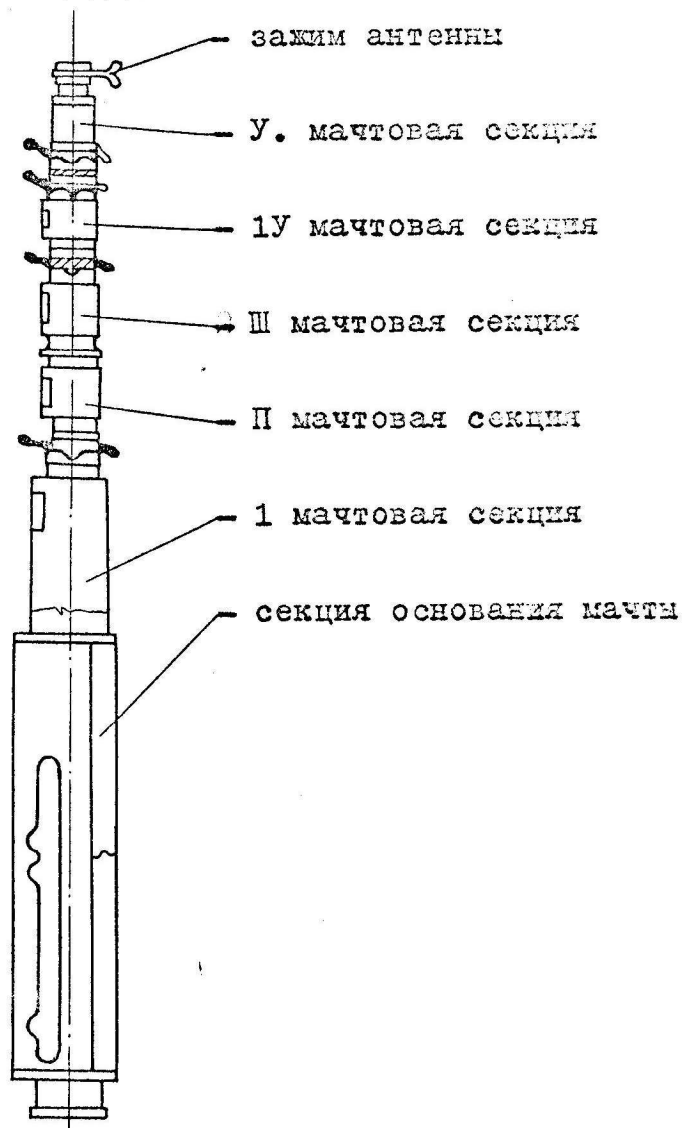 зажим антенны
У. мачтовая секция
1У мачтовая секция
Ш мачтовая секция
П мачтовая секция
1 мачтовая секция
секция основания мачты